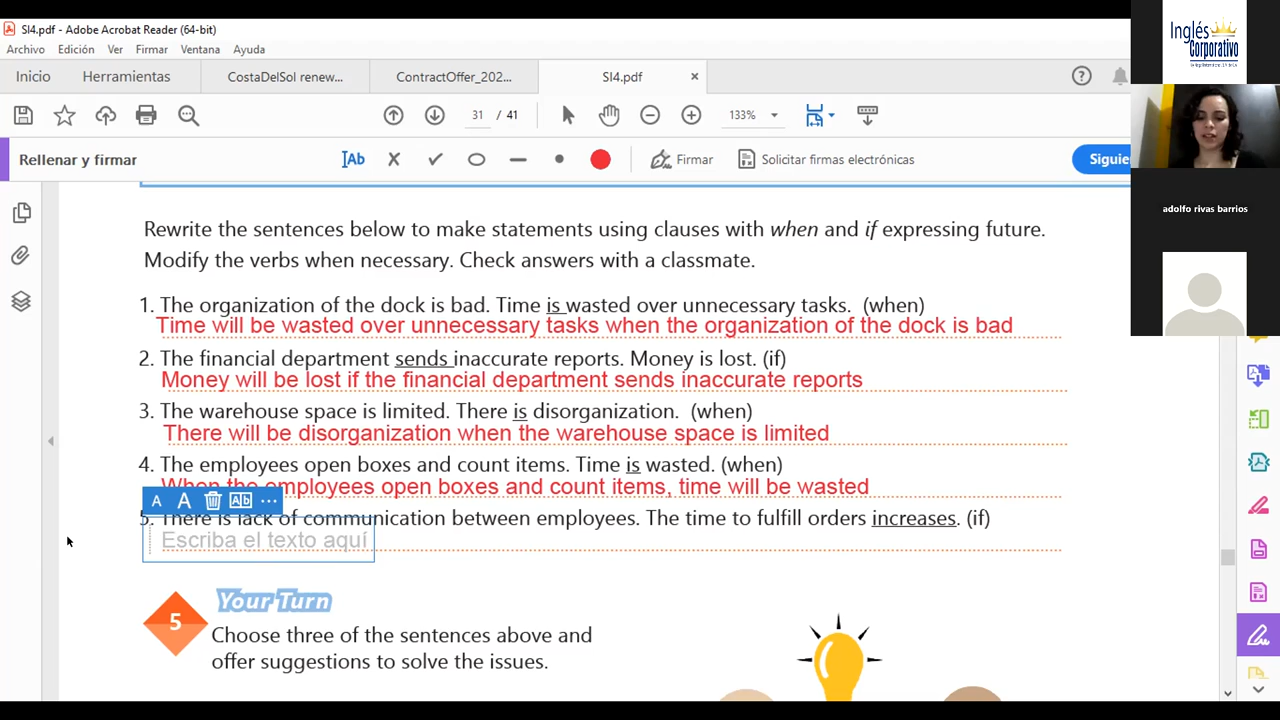 SI4.pdf - Adobe Acrobat Reader (64-bit)
Archivo Edición Ver Firmar Ventana Ayuda
Inicio Herramientas CostaDelSol renew... ContractOffer_202... SI4.pdf
31 / 41 133%
Rellenar y firmar Ab Firmar Solicitar firmas electrónicas Siguie
Inglés
Corporativo
adolfo rivas barrios
Rewrite the sentences below to make statements using clauses with when and if expressing future.
Modify the verbs when necessary. Check answers with a classmate.
1. The organization of the dock is bad. Time is wasted over unnecessary tasks. (when)
Time will be wasted over unnecessary tasks when the organization of the dock is bad
2. The financial department sends inaccurate reports. Money is lost. (if)
Money will be lost if the financial department sends inaccurate reports
3. The warehouse space is limited. There is disorganization. (when)
There will be disorganization when the warehouse space is limited
4. The employees open boxes and count items. Time is wasted. (when)
When the employees open boxes and count items, time will be wasted
A A Ab ...
5. There is lack of communication between employees. The time to fulfill orders increases. (if)
Escriba el texto aquí
Your Turn
5
Choose three of the sentences above and
offer suggestions to solve the issues.